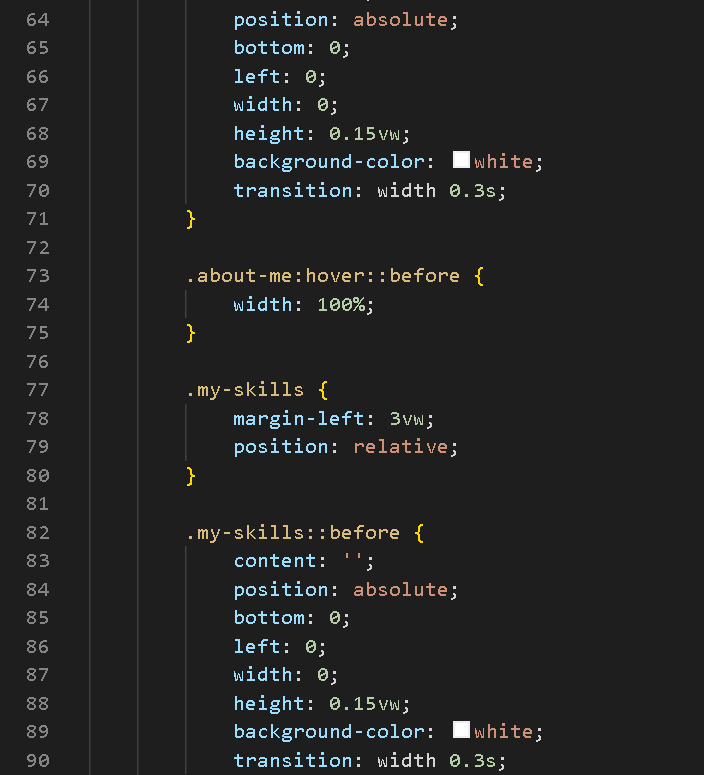 64 position: absolute;
65 bottom: 0;
66 left: 0;
67 width: 0;
68 height: 0.15vw;
69 background-color: white;
70 transition: width 0.3s;
71 }
72
73 .about-me:hover::before {
74 width: 100%;
75 }
76
77 .my-skills {
78 margin-left: 3vw;
79 position: relative;
80 }
81
82 .my-skills::before {
83 content: '';
84 position: absolute;
85 bottom: 0;
86 left: 0;
87 width: 0;
88 height: 0.15vw;
89 background-color: white;
90 transition: width 0.3s;